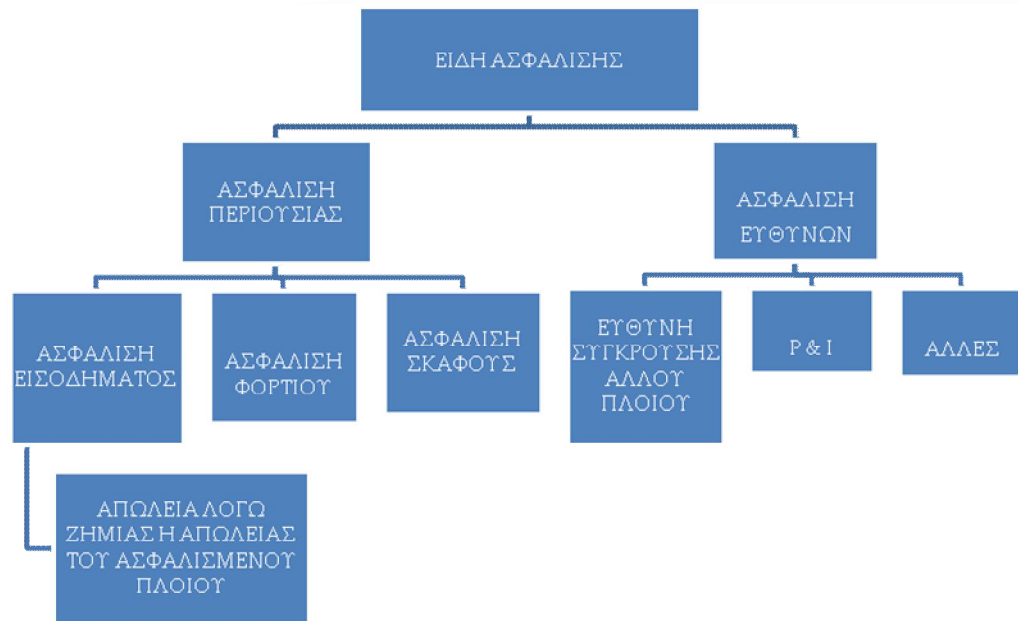 ΕΙΔΗ ΑΣΦΑΛΙΣΗΣ
ΑΣΦΑΛΙΣΗ
ΠΕΡΙΟΥΣΙΑΣ
ΑΣΦΑΛΙΣΗ
ΕΥΘΥΝΩΝ
ΑΣΦΑΛΙΣΗ
ΕΙΣΟΔΗΜΑΤΟΣ
ΑΣΦΑΛΙΣΗ
ΦΟΡΤΙΟΥ
ΑΣΦΑΛΙΣΗ
ΣΚΑΦΟΥΣ
ΕΥΘΥΝΗ
ΣΥΓΚΡΟΥΣΗΣ
ΑΛΛΟΥ
ΠΛΟΙΟΥ
P & I
ΑΛΛΕΣ
ΑΠΩΛΕΙΑ ΛΟΓΩ
ΖΗΜΙΑΣ Η ΑΠΩΛΕΙΑΣ
ΤΟΥ ΑΣΦΑΛΙΣΜΕΝΟΥ
ΠΛΟΙΟΥ